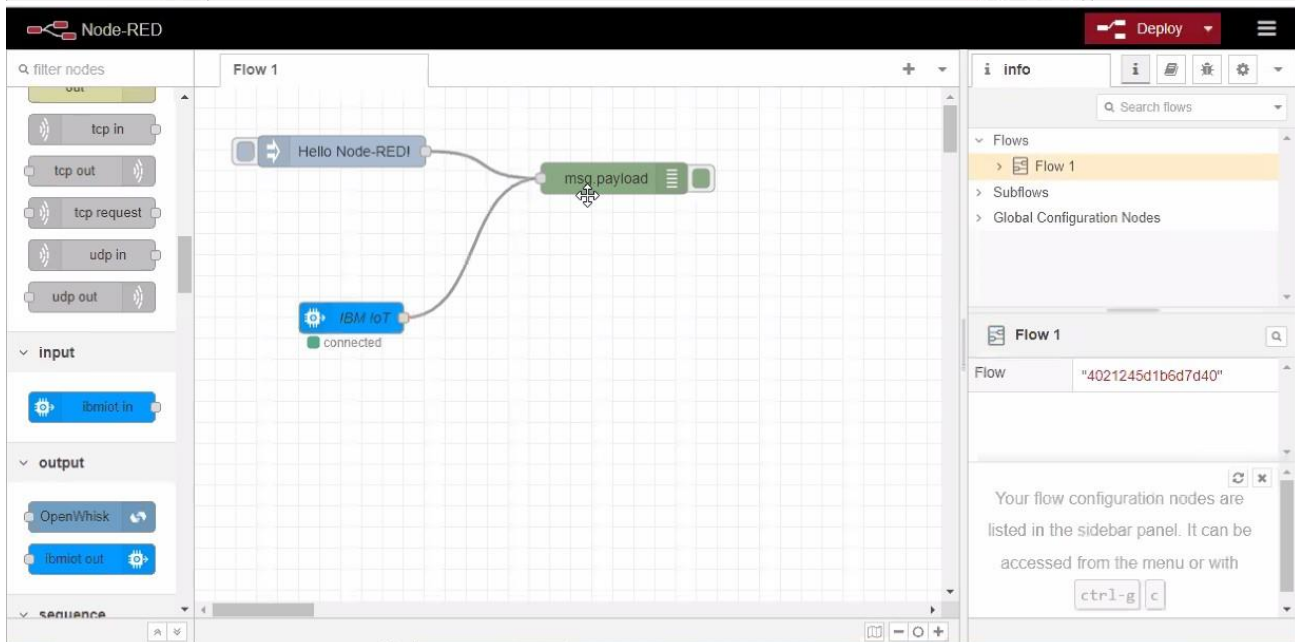 Node-RED
Deploy
filter nodes
out
tcp in
tcp out
tcp request
udp in
udp out
input
ibmiot in
output
OpenWhisk
ibmiot out
sequence
Flow 1
Hello Node-RED!
msg.payload
IBM IoT
connected
info
Search flows
Flows
Flow 1
Subflows
Global Configuration Nodes
Flow 1
Flow "4021245d1b6d7d40"
Your flow configuration nodes are
listed in the sidebar panel. It can be
accessed from the menu or with
ctrl-g c